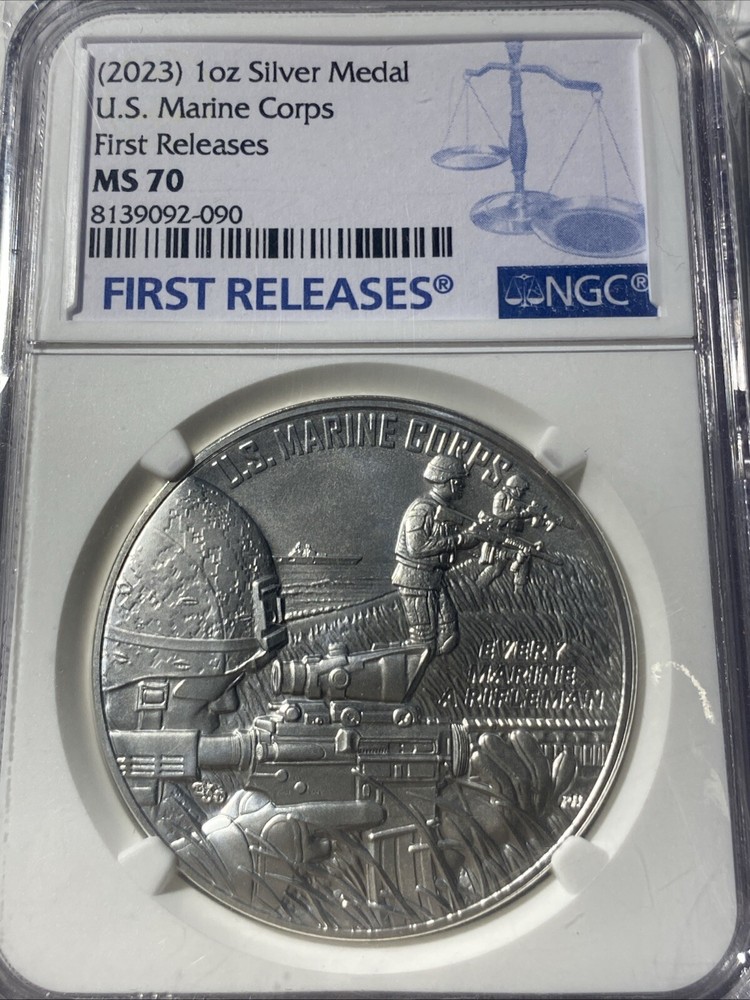 (2023) 1oz Silver Medal
U.S. Marine Corps
First Releases
MS 70
8139092-090
FIRST RELEASES®
NGC®
U.S. MARINE CORPS
EVERY
MARINE
A RIFLEMAN